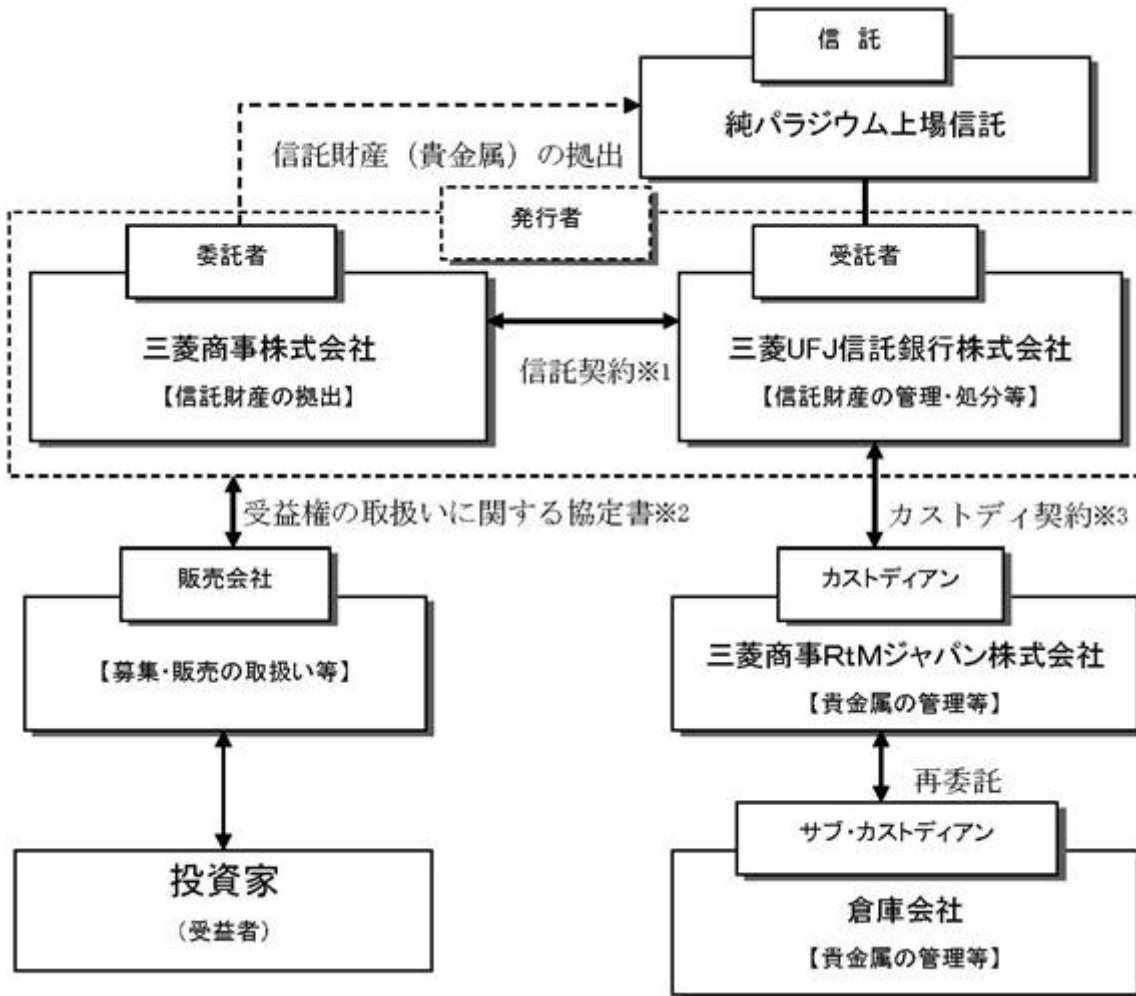 信 託
純パラジウム上場信託
信託財産（貴金属）の拠出
発行者
委託者
三菱商事株式会社
【信託財産の拠出】
信託契約※1
受託者
三菱UFJ信託銀行株式会社
【信託財産の管理・処分等】
受益権の取扱いに関する協定書※2
カストディ契約※3
販売会社
【募集・販売の取扱い等】
カストディアン
三菱商事RtMジャパン株式会社
【貴金属の管理等】
再委託
投資家
（受益者）
サブ・カストディアン
倉庫会社
【貴金属の管理等】